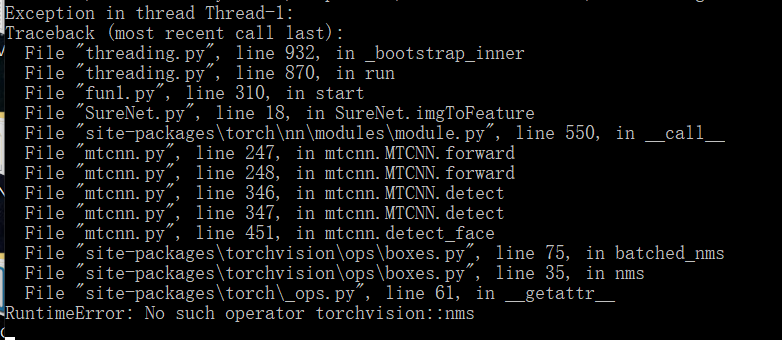 Exception in thread Thread-1:
Traceback (most recent call last):
  File "threading.py", line 932, in _bootstrap_inner
  File "threading.py", line 870, in run
  File "fun1.py", line 310, in start
  File "SureNet.py", line 18, in SureNet.imgToFeature
  File "site-packages\torch\nn\modules\module.py", line 550, in __call__
  File "mtcnn.py", line 247, in mtcnn.MTCNN.forward
  File "mtcnn.py", line 248, in mtcnn.MTCNN.forward
  File "mtcnn.py", line 346, in mtcnn.MTCNN.detect
  File "mtcnn.py", line 347, in mtcnn.MTCNN.detect
  File "mtcnn.py", line 451, in mtcnn.detect_face
  File "site-packages\torchvision\ops\boxes.py", line 75, in batched_nms
  File "site-packages\torchvision\ops\boxes.py", line 35, in nms
  File "site-packages\torch\_ops.py", line 61, in __getattr__
RuntimeError: No such operator torchvision::nms